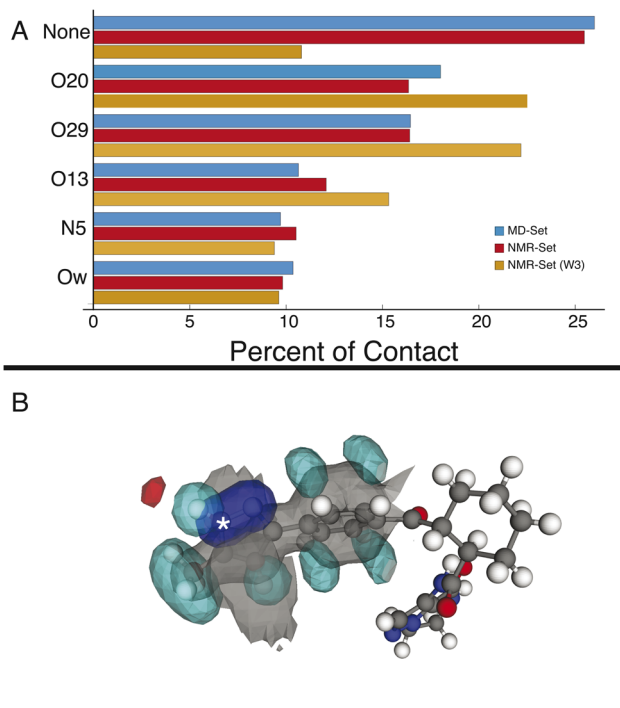 A
None
O20
O29
O13
N5
Ow
MD-Set
NMR-Set
NMR-Set (W3)
0 5 10 15 20 25
Percent of Contact
B
*